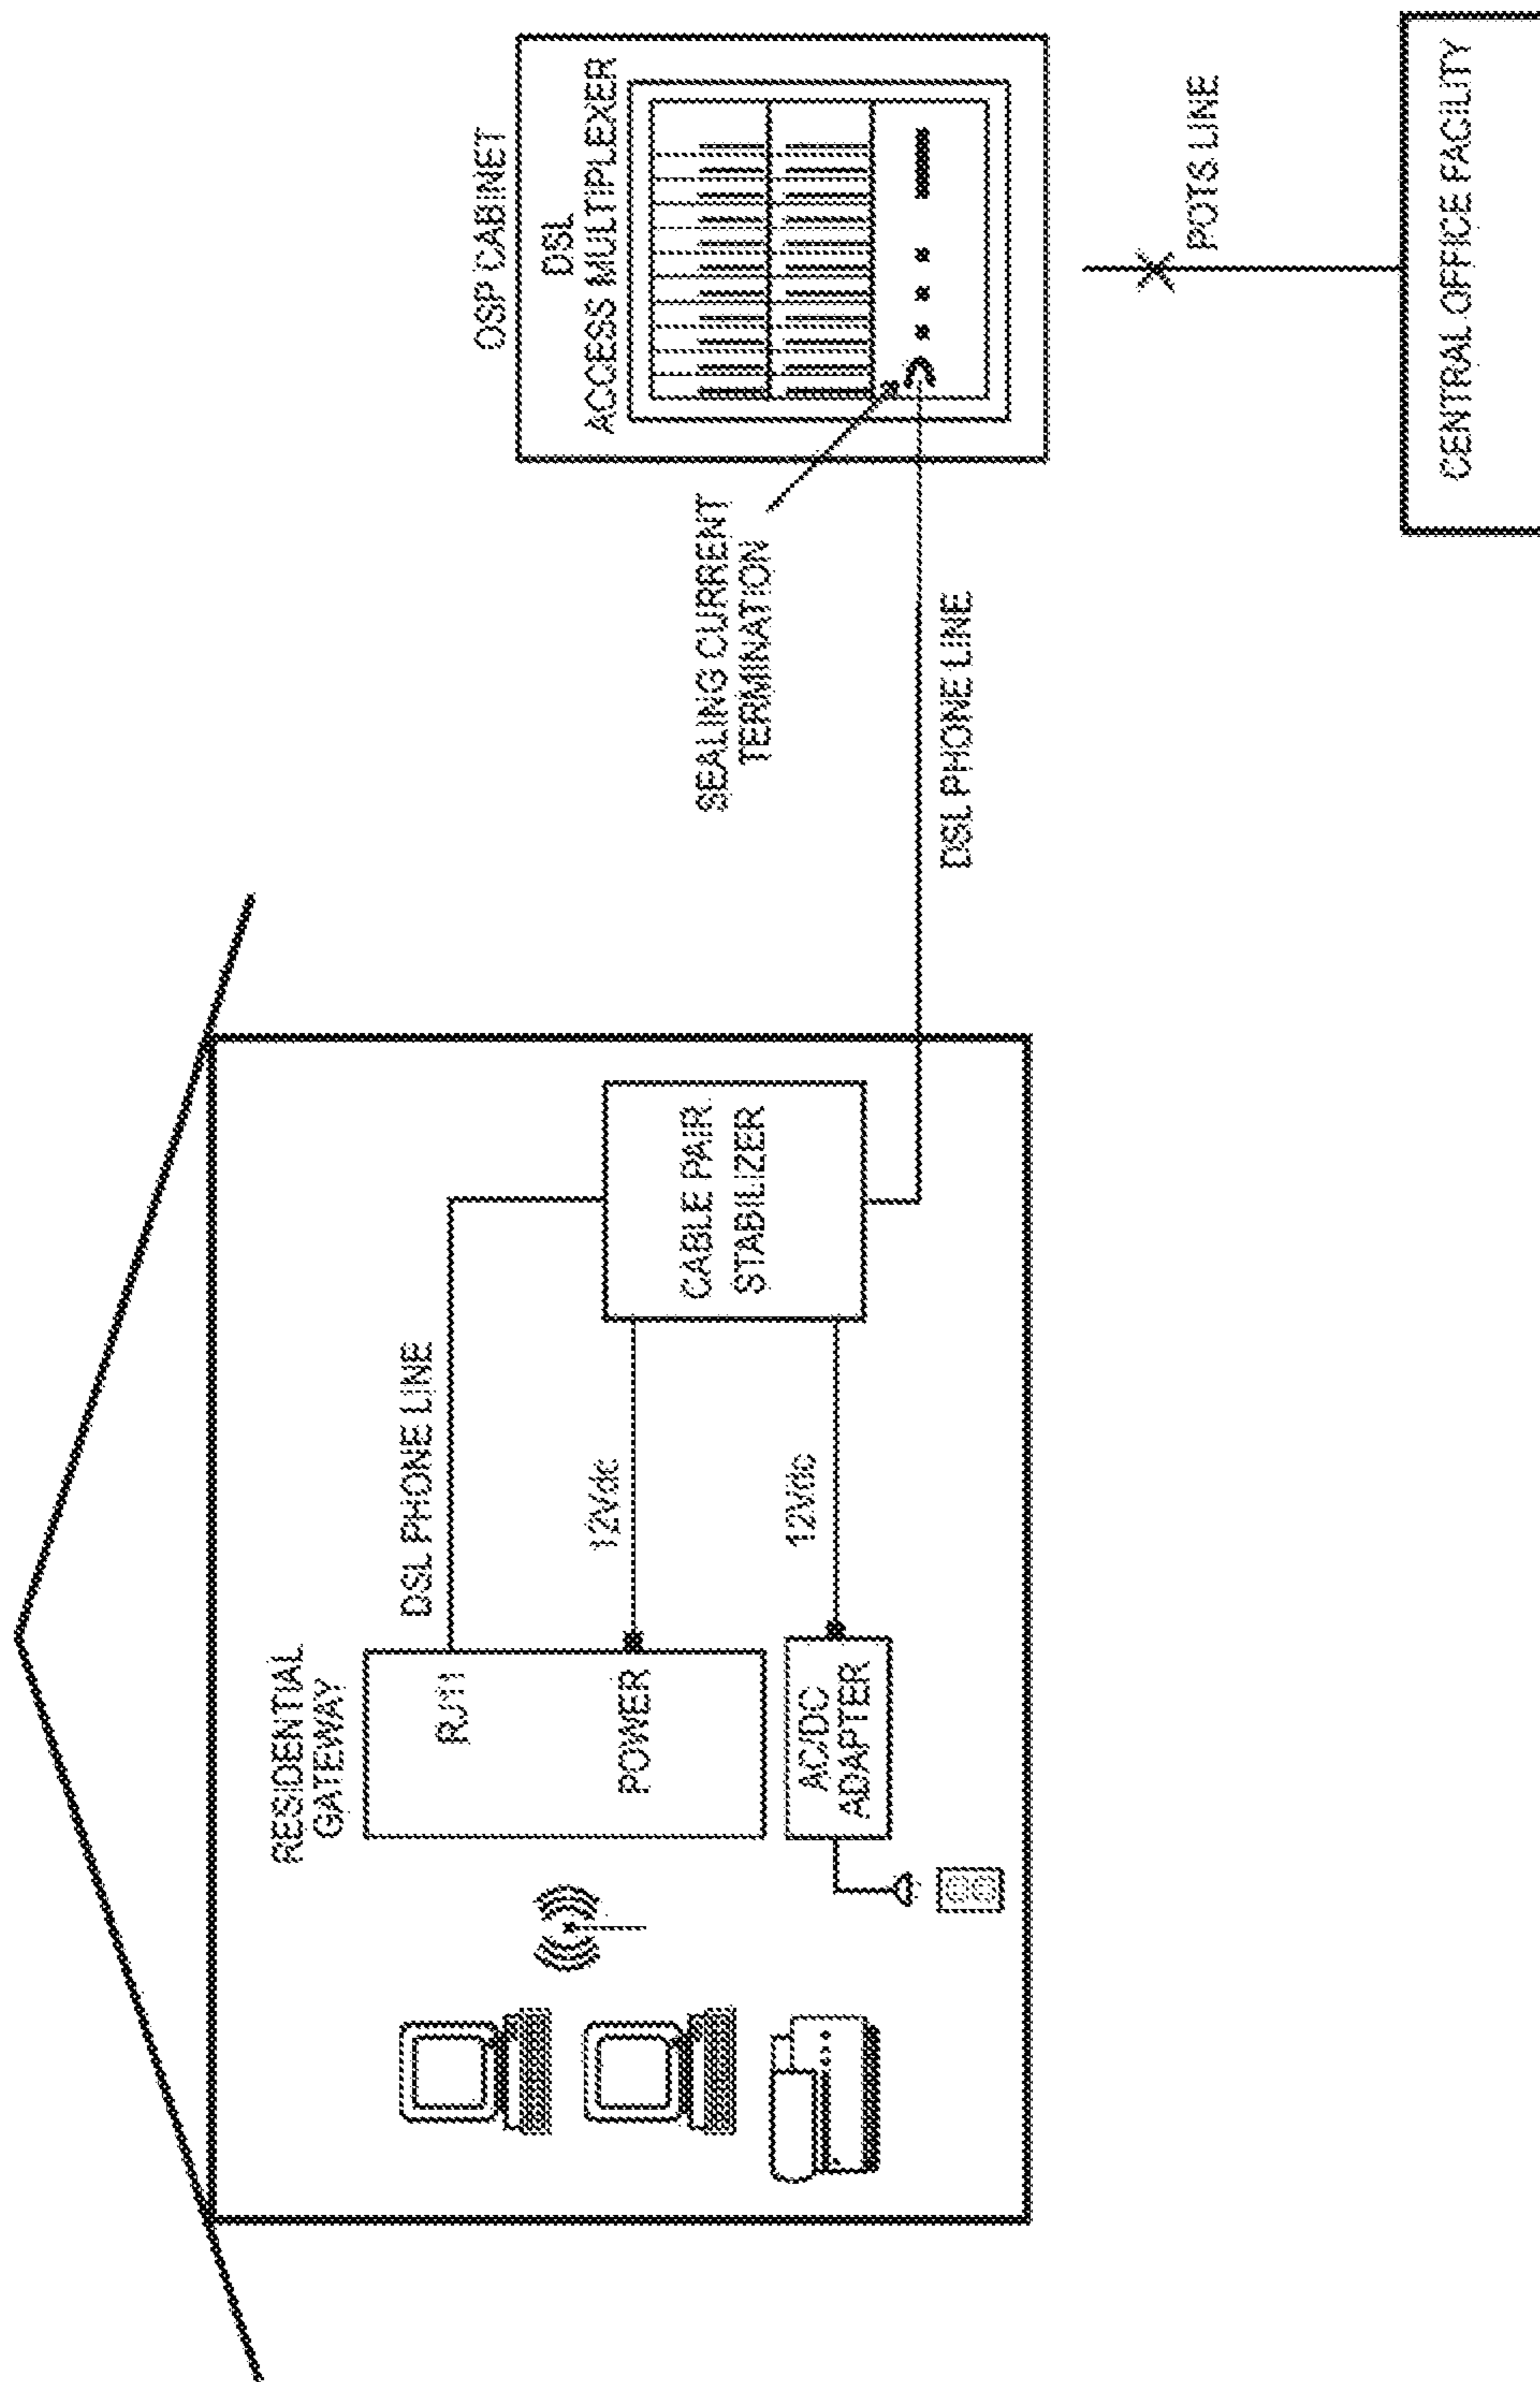 RESIDENTIAL
GATEWAY
RJ11
POWER
DSL PHONE LINE
12Vdc
12Vdc
AC/DC
ADAPTER
CABLE PAIR
STABILIZER
DSL PHONE LINE
SEALING CURRENT
TERMINATION
OSP CABINET
DSL
ACCESS MULTIPLEXER
POTS LINE
CENTRAL OFFICE FACILITY